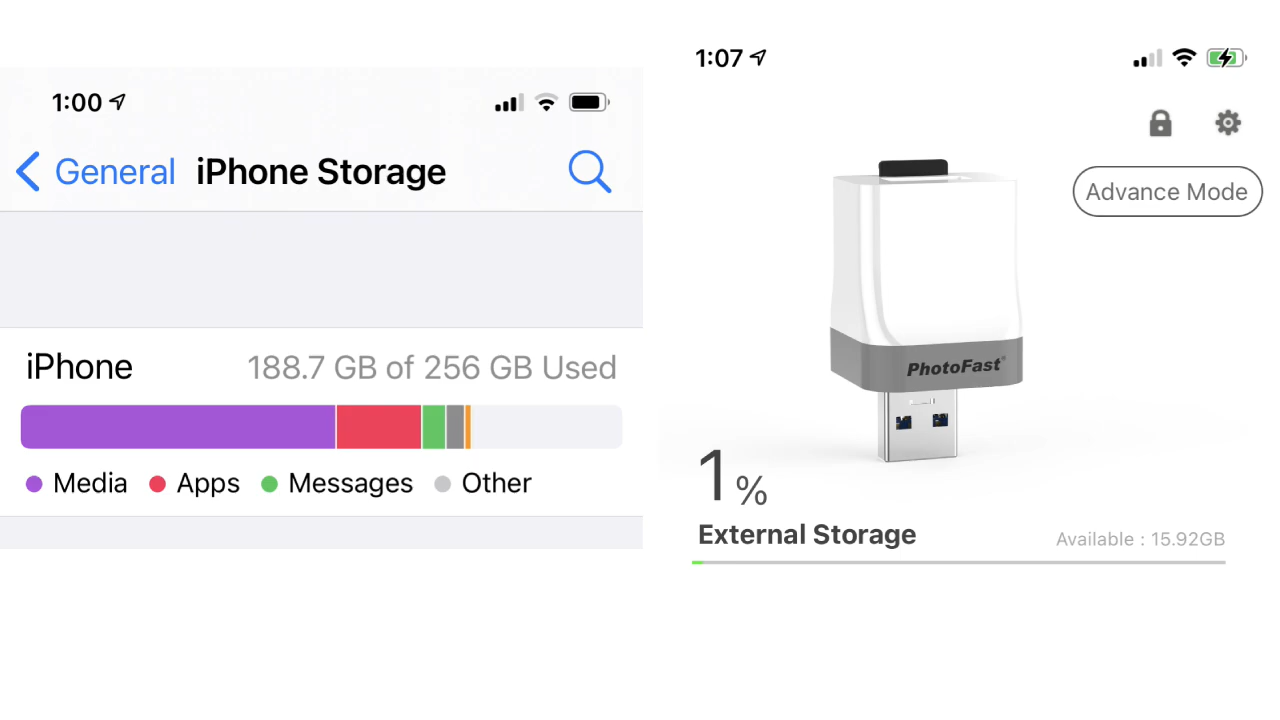 1:00
General iPhone Storage
iPhone 188.7 GB of 256 GB Used
Media Apps Messages Other
1:07
Advance Mode
PhotoFast®
1 %
External Storage Available : 15.92GB